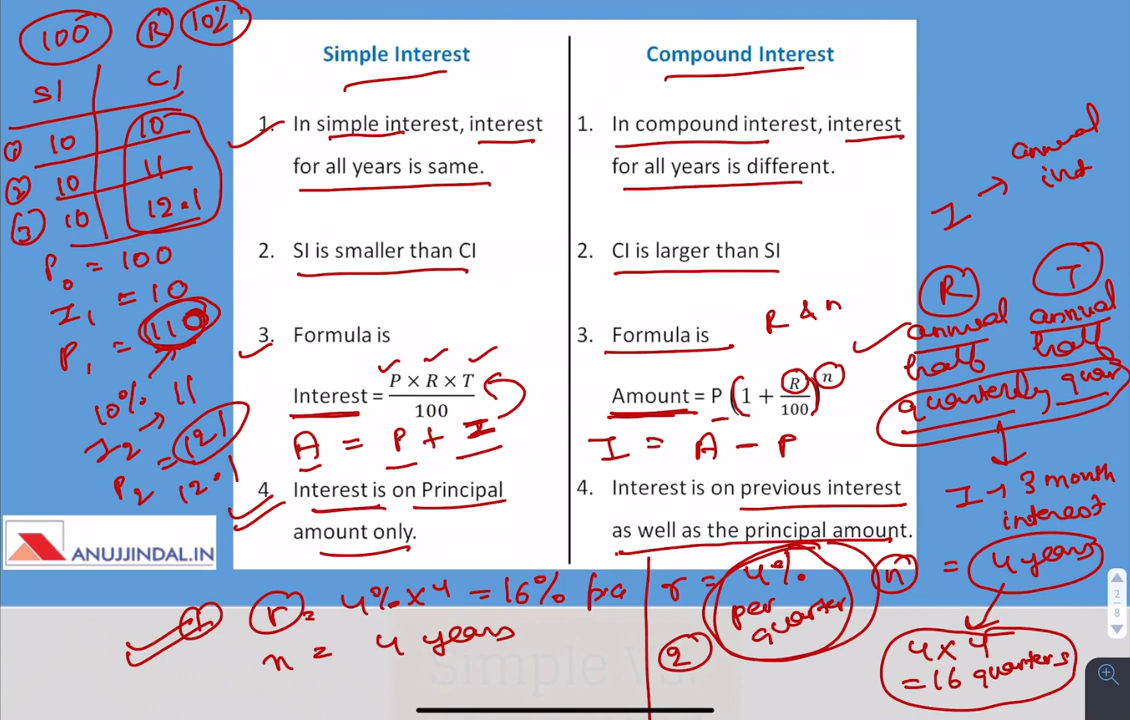 100 R 10%
SI CI
① 10 10
② 10 11
③ 10 12.1
P0 = 100
I1 = 10
P1 = 110
10% 11
I2 →
P2 = 121
12.1
Simple Interest
1. In simple interest, interest
for all years is same.
2. SI is smaller than CI
3. Formula is
Interest = P × R × T
100
A = P + I
4. Interest is on Principal
amount only.
Compound Interest
1. In compound interest, interest
for all years is different.
2. CI is larger than SI
R & n
3. Formula is
Amount = P (1 + R/100)^n
I = A - P
4. Interest is on previous interest
as well as the principal amount.
I → annual
int
R T
annual annual
half half
quarterly quar
I → 3 month
interest
ANUJJINDAL.IN
① r = 4% x 4 = 16% pa
n = 4 years
② r = 4%
per
quarter
n = 4 years
4 x 4
= 16 quarters
Simple Vs.
2
8